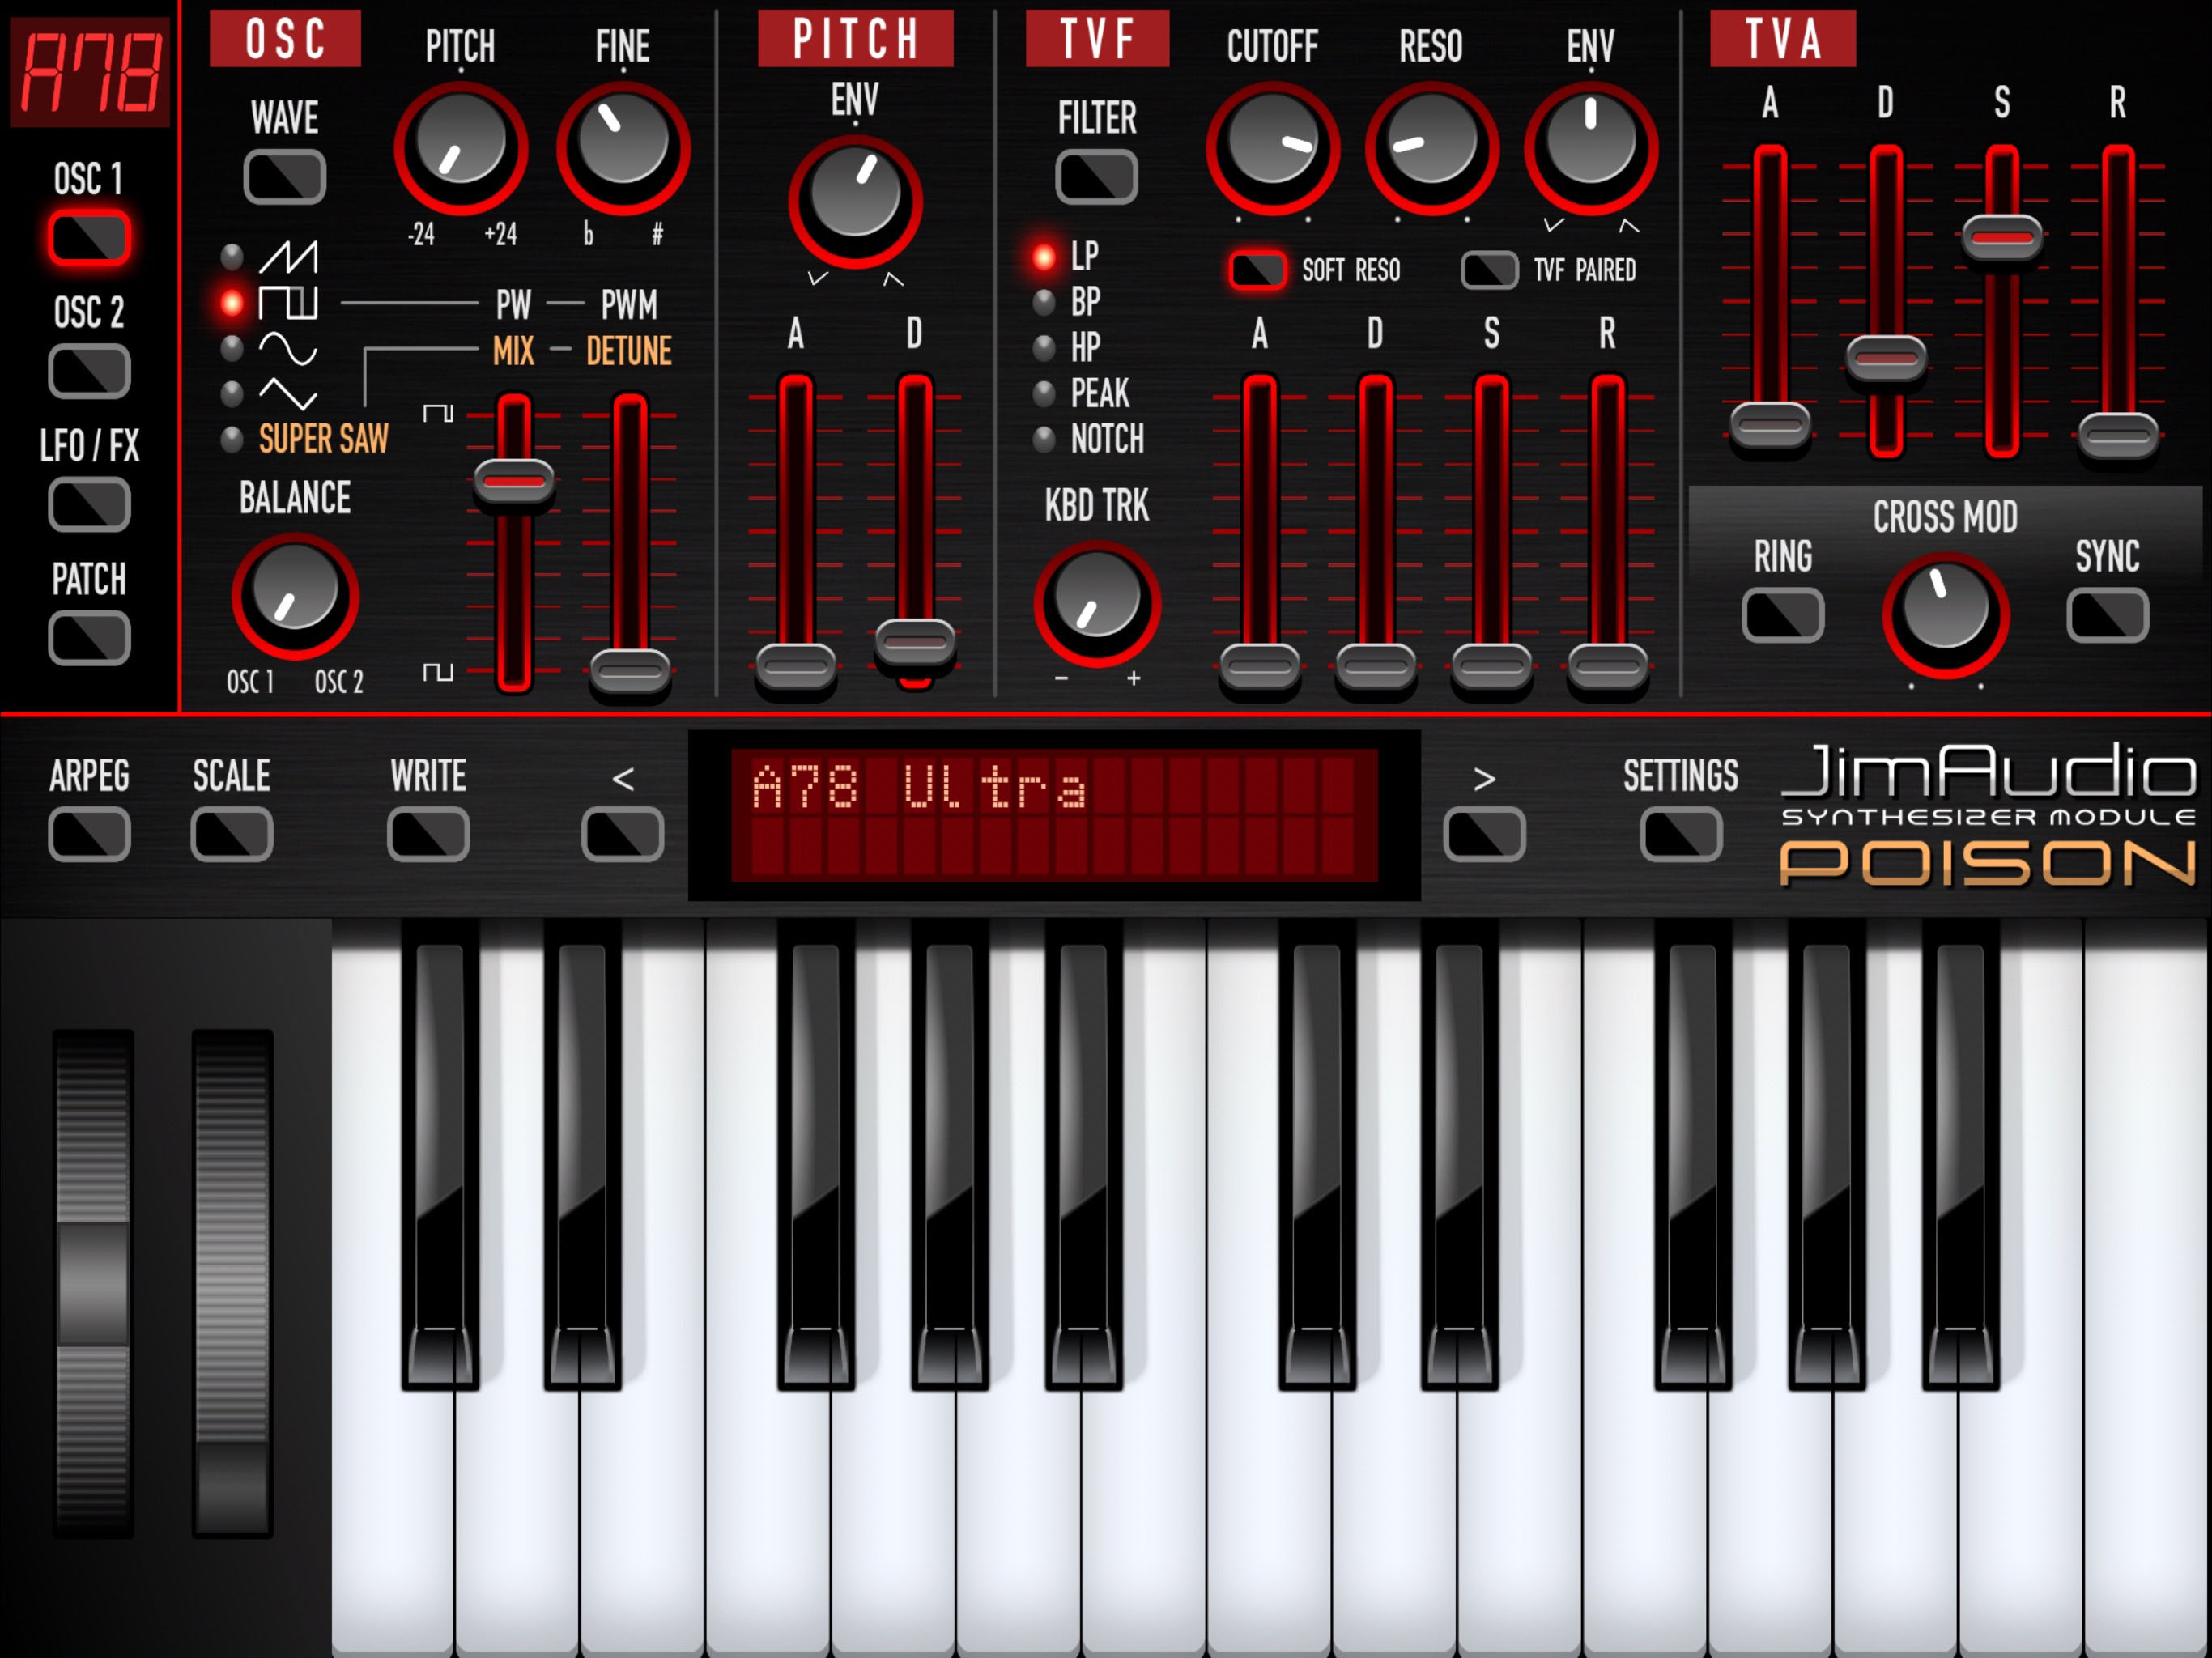 A78
OSC 1
OSC 2
LFO / FX
PATCH
OSC
WAVE
PITCH
-24 +24
FINE
b #
PW PWM
MIX DETUNE
SUPER SAW
BALANCE
OSC 1 OSC 2
PITCH
ENV
A D
TVF
FILTER
LP
BP
HP
PEAK
NOTCH
KBD TRK
- +
CUTOFF RESO ENV
SOFT RESO TVF PAIRED
A D S R
TVA
A D S R
CROSS MOD
RING SYNC
ARPEG SCALE WRITE <
A78 Ultra
> SETTINGS
JimAudio
SYNTHESIZER MODULE
POISON